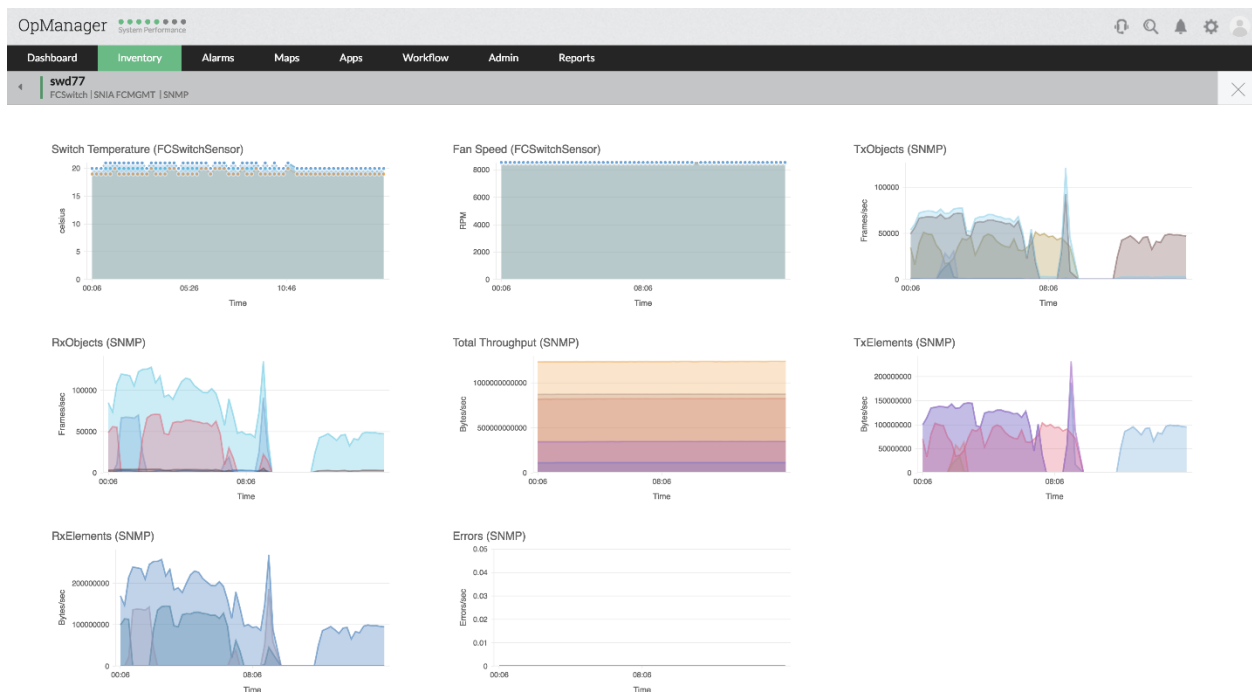 OpManager
System Performance
Dashboard Inventory Alarms Maps Apps Workflow Admin Reports
swd77
FCSwitch | SNIA FCMGMT | SNMP
Switch Temperature (FCSwitchSensor)
20
15
10
5
0
celsius
00:06 05:26 10:46
Time
Fan Speed (FCSwitchSensor)
8000
6000
4000
2000
0
RPM
00:06 08:06
Time
TxObjects (SNMP)
100000
50000
0
Frames/sec
00:06 08:06
Time
RxObjects (SNMP)
100000
50000
0
Frames/sec
00:06 08:06
Time
Total Throughput (SNMP)
1000000000000
500000000000
0
Bytes/sec
00:06 08:06
Time
TxElements (SNMP)
200000000
150000000
100000000
50000000
0
Bytes/sec
00:06 08:06
Time
RxElements (SNMP)
200000000
100000000
0
Bytes/sec
00:06 08:06
Time
Errors (SNMP)
0.05
0.04
0.03
0.02
0.01
0
Errors/sec
00:06 08:06
Time